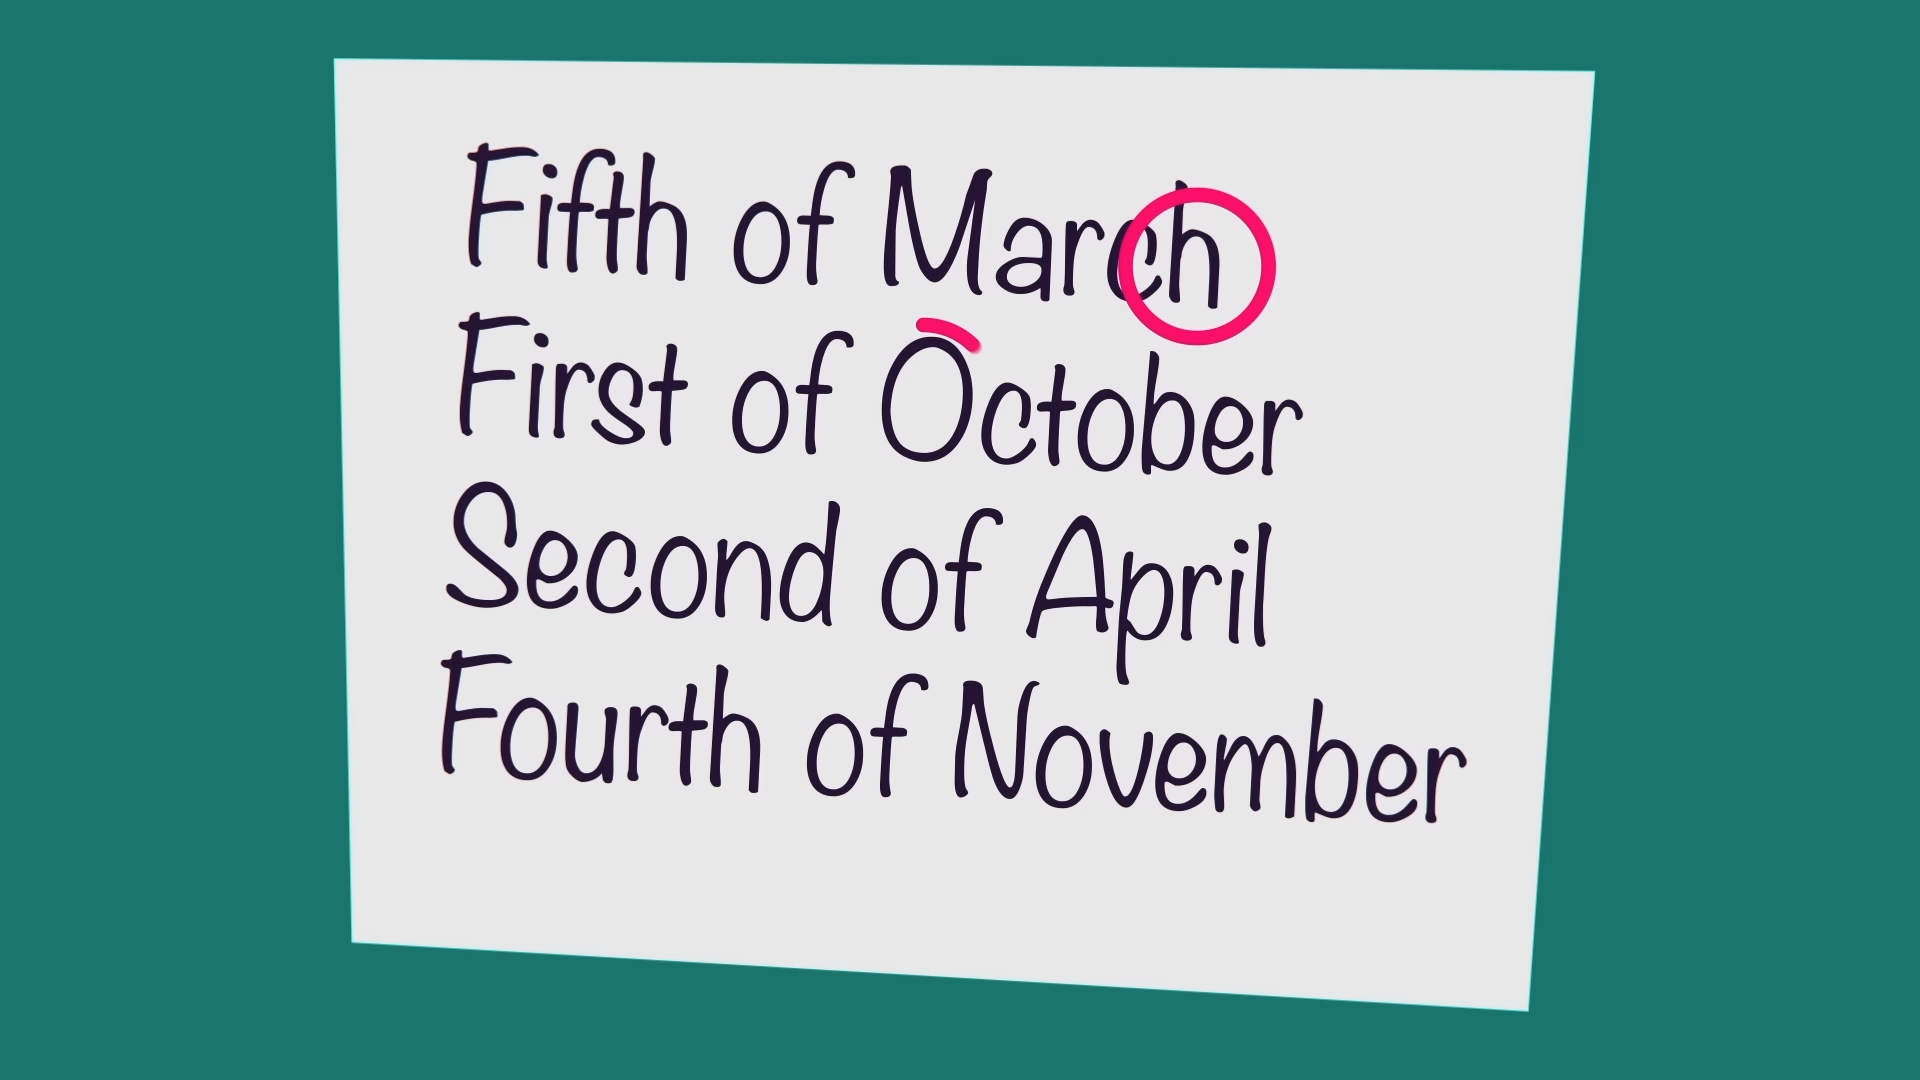 Fifth of March
First of October
Second of April
Fourth of November